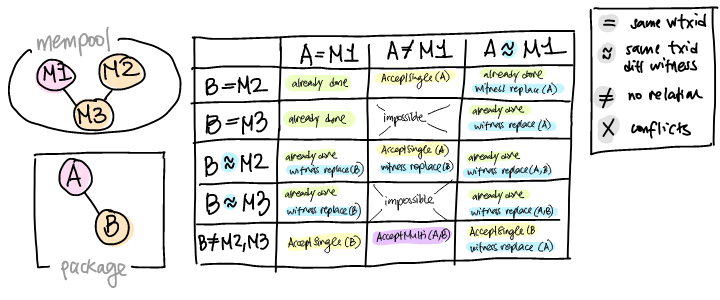 mempool
M1
M2
M3
A
B
package
A=M1 A≠M1 A≈M1
B=M2 already done AcceptSingle(A) already done
witness replace(A)
B=M3 already done impossible already done
witness replace(A)
B≈M2 already done AcceptSingle(A) already done
witness replace(B) witness replace(B) witness replace(A,B)
B≈M3 already done impossible already done
witness replace(B) witness replace(A,B)
B≠M2,M3 AcceptSingle(B) AcceptMulti(A,B) AcceptSingle(B
witness replace(A)
= same wtxid
≈ same txid
diff witness
≠ no relation
X conflicts